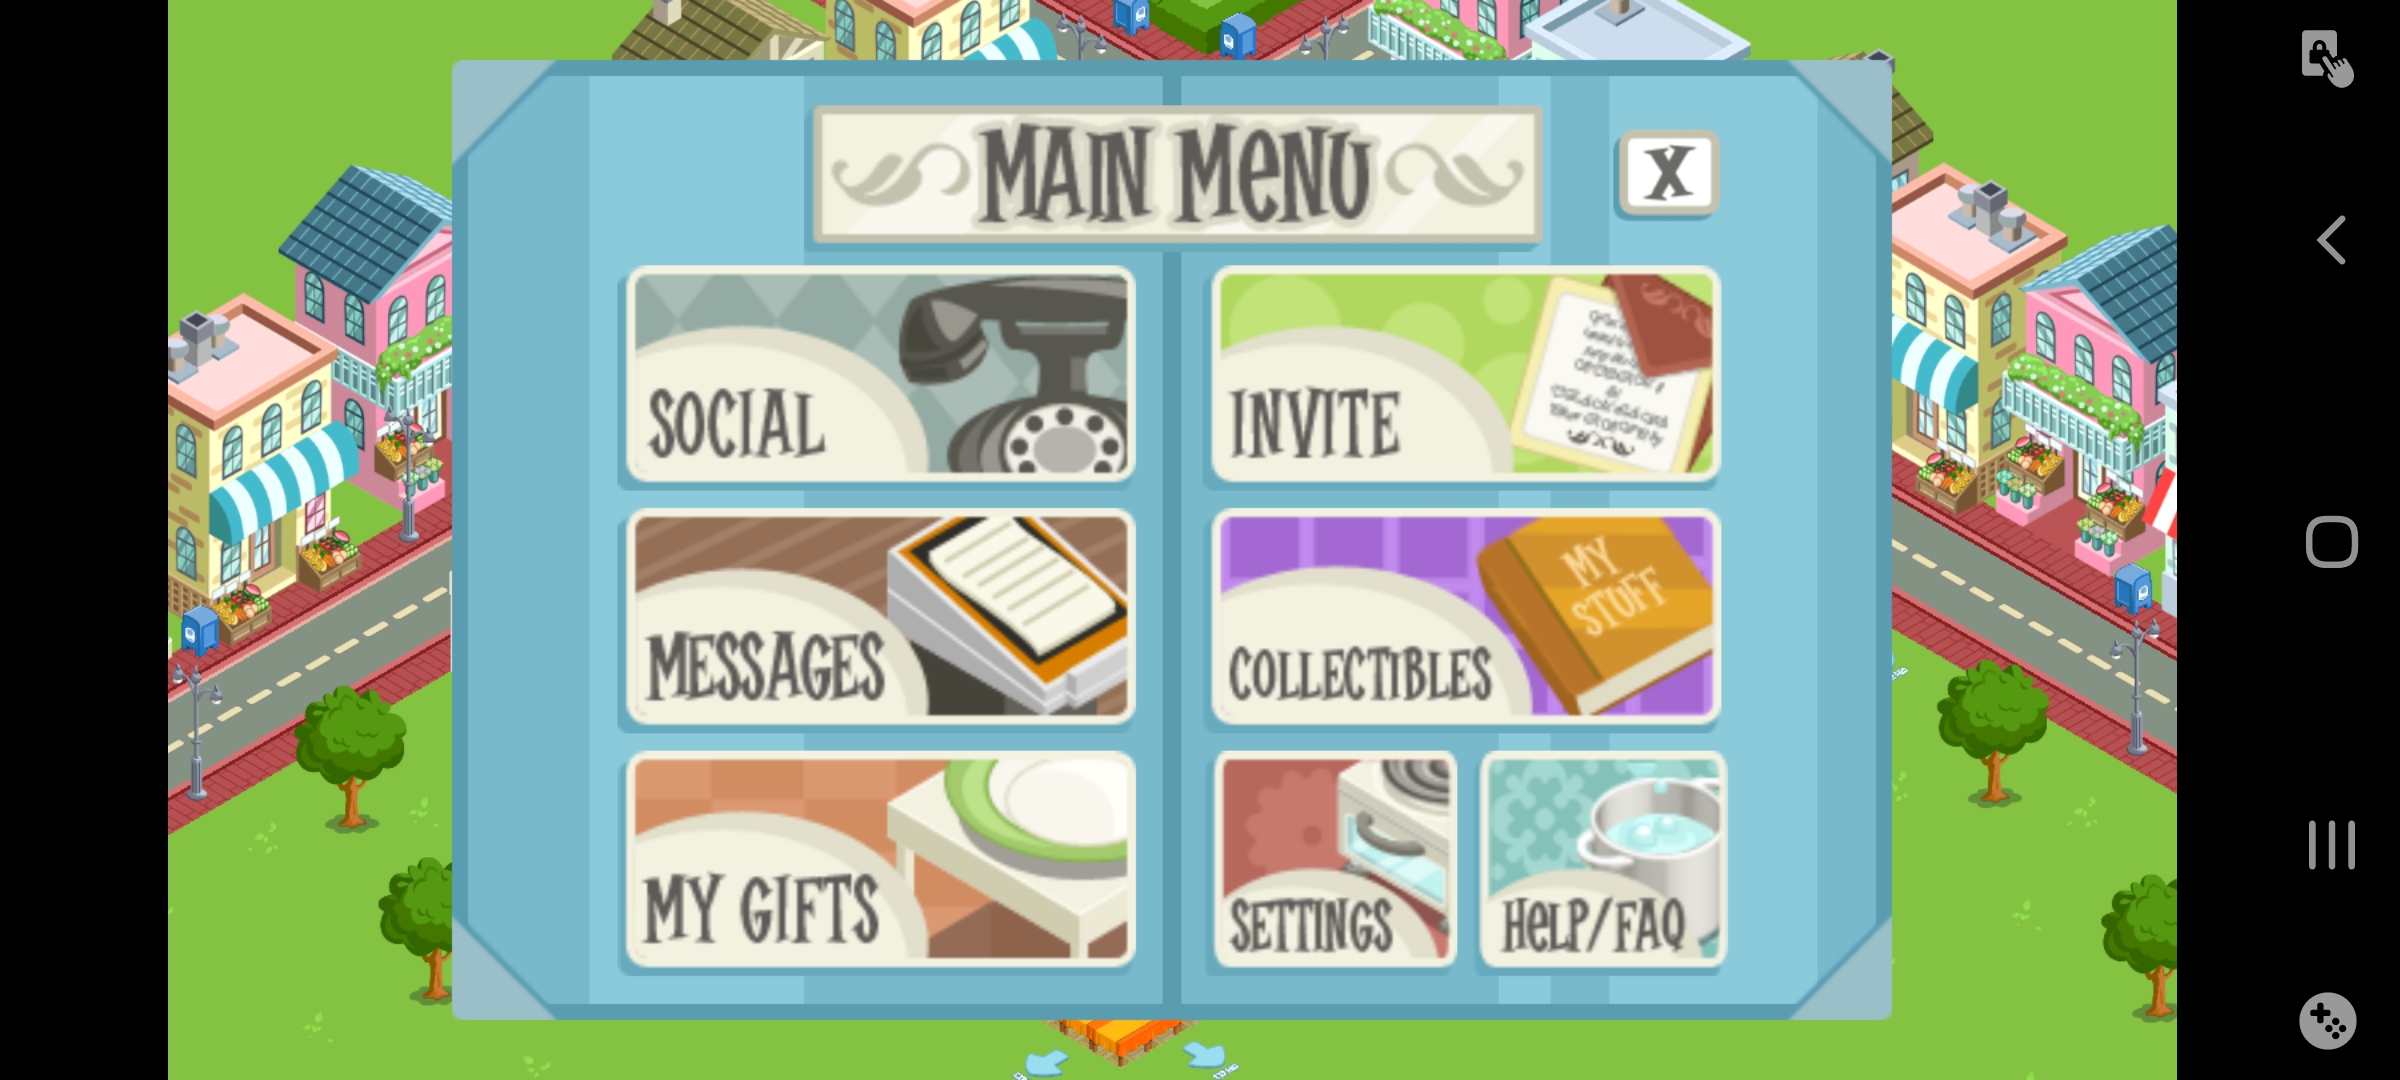 MAIN MENU
X
SOCIAL
INVITE
MESSAGES
MY
STUFF
COLLECTIBLES
MY GIFTS
SETTINGS
HELP/FAQ